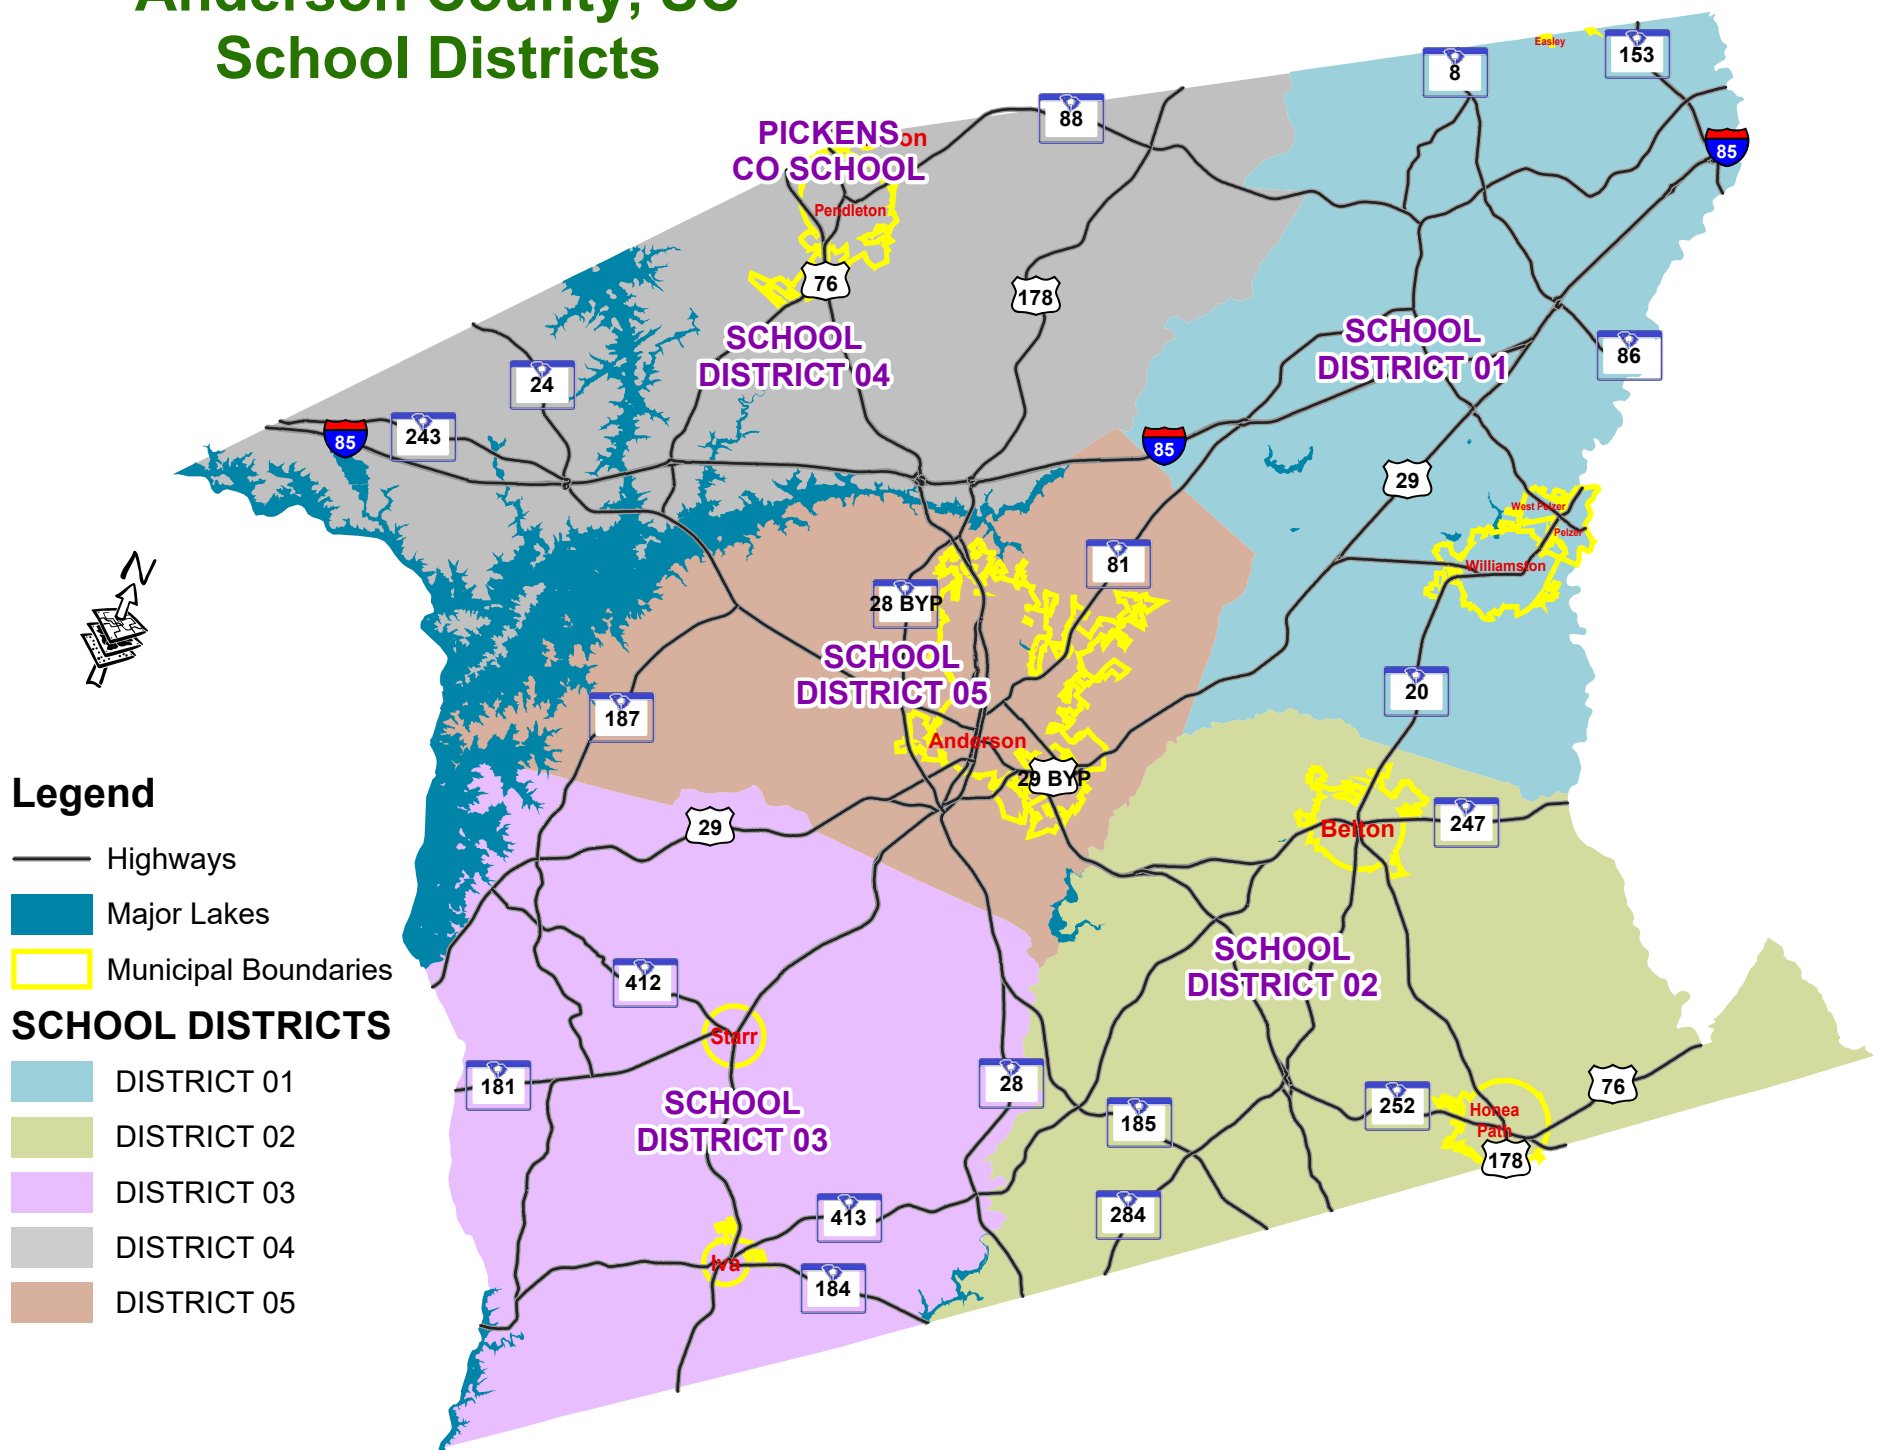 Anderson County, SC
School Districts
Easley
153
8
88
85
PICKENS
CO SCHOOL
on
Pendleton
76
178
SCHOOL
DISTRICT 04
SCHOOL
DISTRICT 01
86
24
243
85
85
29
West Pelzer
Pelzer
Williamston
N
81
28 BYP
SCHOOL
DISTRICT 05
20
187
Anderson
29 BYP
29
Belton
247
Legend
Highways
Major Lakes
Municipal Boundaries
SCHOOL DISTRICTS
DISTRICT 01
DISTRICT 02
DISTRICT 03
DISTRICT 04
DISTRICT 05
SCHOOL
DISTRICT 02
412
Starr
181
28
SCHOOL
DISTRICT 03
185
252
76
Honea
Path
178
413
284
Iva
184